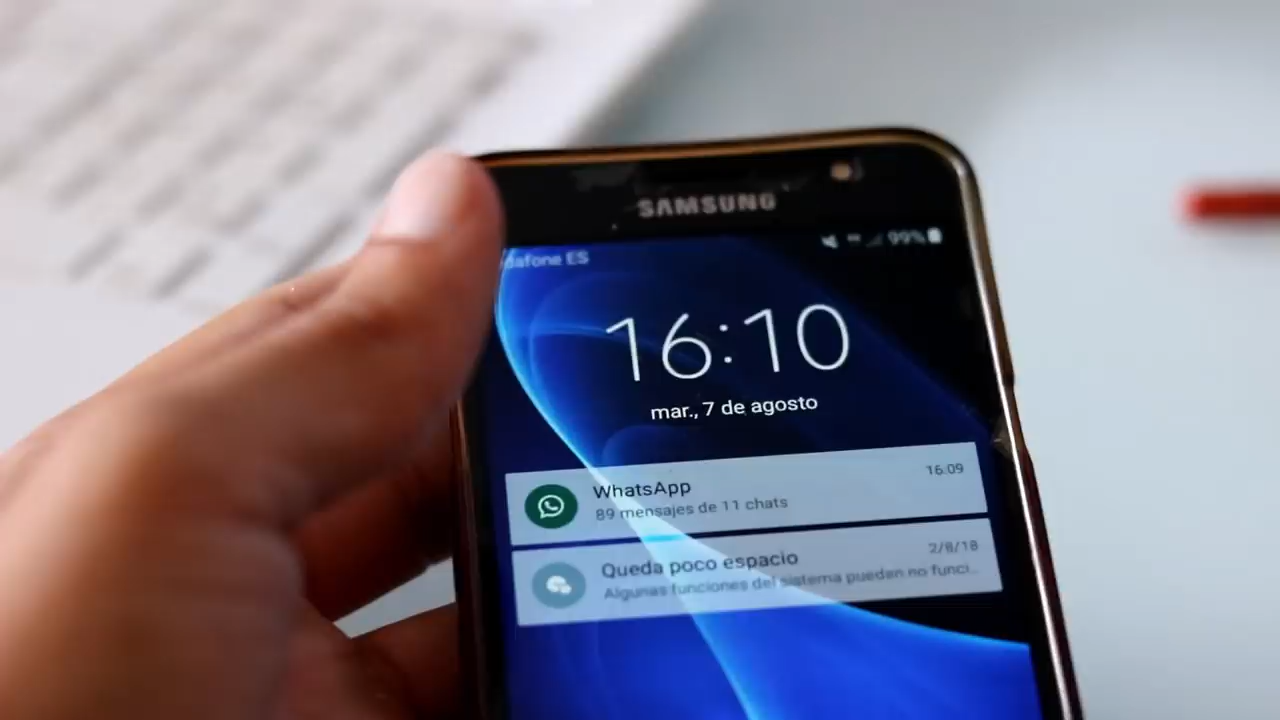 SAMSUNG
dafone ES
99%
16:10
mar., 7 de agosto
WhatsApp
16:09
89 mensajes de 11 chats
Queda poco espacio
2/8/18
Algunas funciones del sistema pueden no funci...